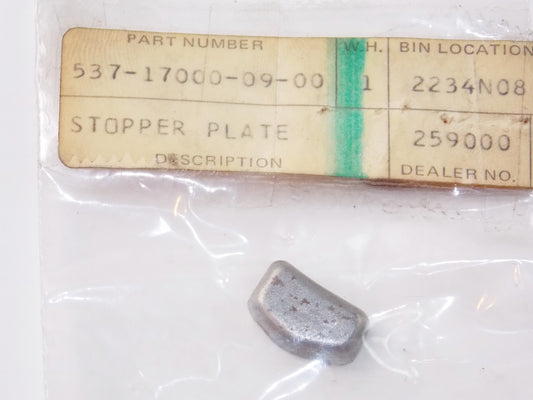 PART NUMBER W.H. BIN LOCATION
537-17000-09-00 1 2234N08
STOPPER PLATE 259000
DESCRIPTION DEALER NO.